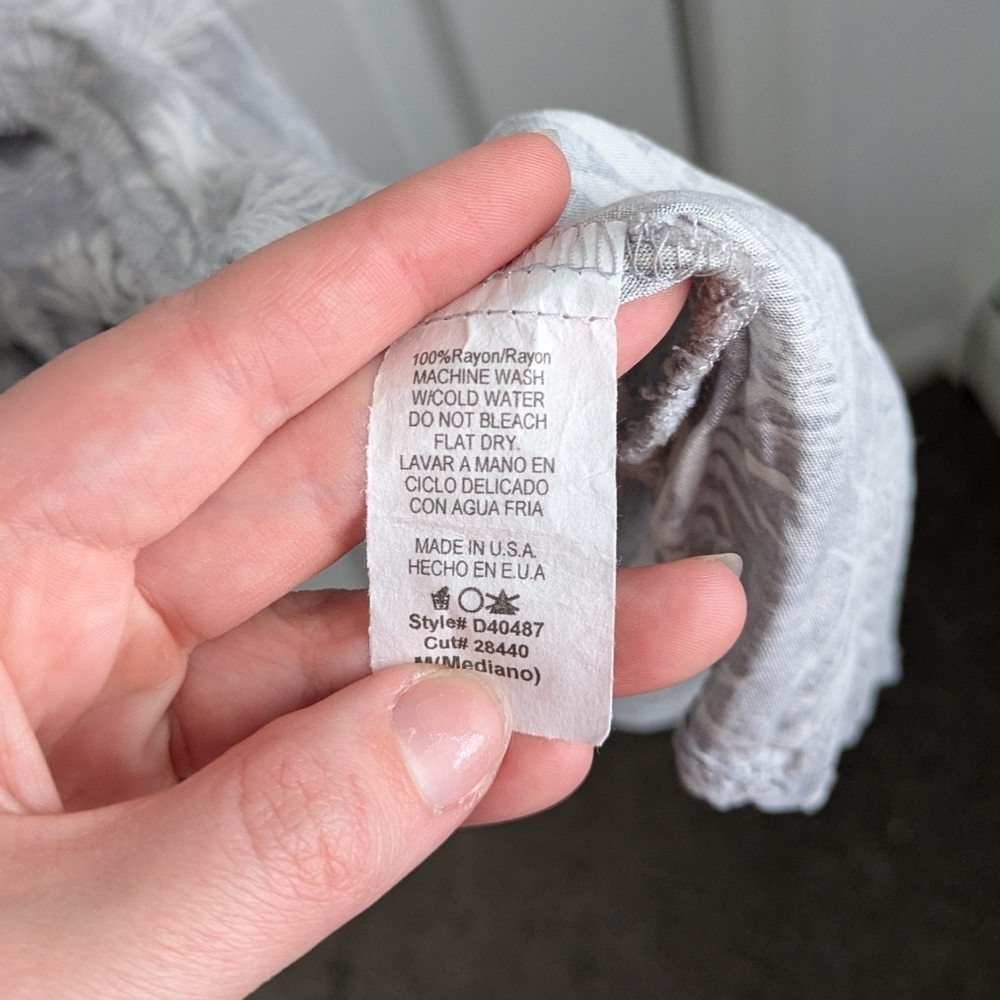 100%Rayon/Rayon
MACHINE WASH
W/COLD WATER
DO NOT BLEACH
FLAT DRY.
LAVAR A MANO EN
CICLO DELICADO
CON AGUA FRIA
MADE IN U.S.A.
HECHO EN E.U.A
Style# D40487
Cut# 28440
M(Mediano)